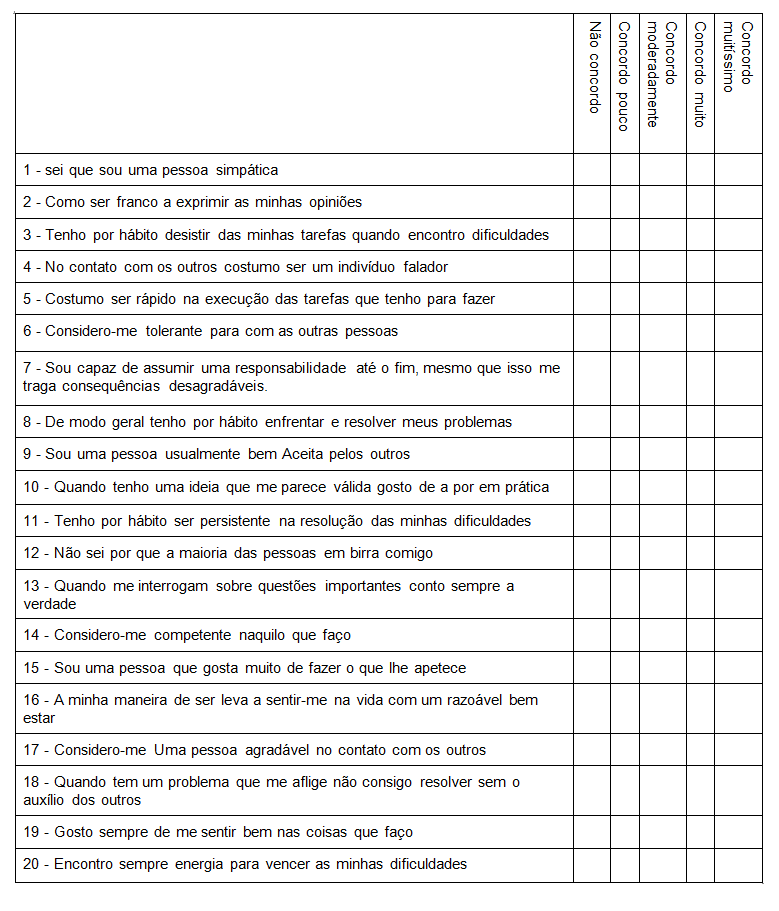 Não concordo
Concordo pouco
Concordo
moderadamente
Concordo muito
Concordo
muitíssimo
1 - sei que sou uma pessoa simpática
2 - Como ser franco a exprimir as minhas opiniões
3 - Tenho por hábito desistir das minhas tarefas quando encontro dificuldades
4 - No contato com os outros costumo ser um indivíduo falador
5 - Costumo ser rápido na execução das tarefas que tenho para fazer
6 - Considero-me tolerante para com as outras pessoas
7 - Sou capaz de assumir uma responsabilidade até o fim, mesmo que isso me
traga consequências desagradáveis.
8 - De modo geral tenho por hábito enfrentar e resolver meus problemas
9 - Sou uma pessoa usualmente bem Aceita pelos outros
10 - Quando tenho uma ideia que me parece válida gosto de a por em prática
11 - Tenho por hábito ser persistente na resolução das minhas dificuldades
12 - Não sei por que a maioria das pessoas em birra comigo
13 - Quando me interrogam sobre questões importantes conto sempre a
verdade
14 - Considero-me competente naquilo que faço
15 - Sou uma pessoa que gosta muito de fazer o que lhe apetece
16 - A minha maneira de ser leva a sentir-me na vida com um razoável bem
estar
17 - Considero-me Uma pessoa agradável no contato com os outros
18 - Quando tem um problema que me aflige não consigo resolver sem o
auxílio dos outros
19 - Gosto sempre de me sentir bem nas coisas que faço
20 - Encontro sempre energia para vencer as minhas dificuldades